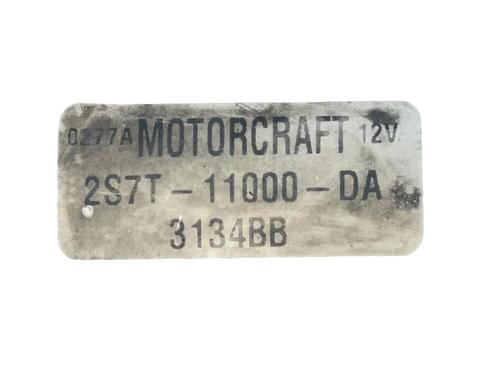 0277A MOTORCRAFT 12V
2S7T-11000-DA
3134BB